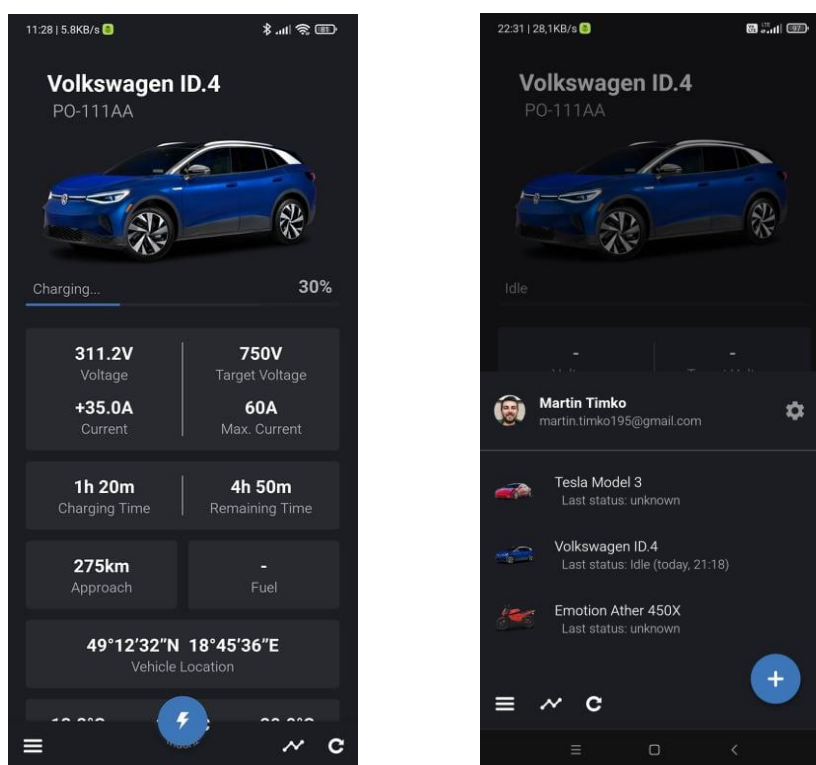 11:28 | 5.8KB/s
81
Volkswagen ID.4
PO-111AA
Charging...
30%
311.2V
750V
Voltage
Target Voltage
+35.0A
60A
Current
Max. Current
1h 20m
4h 50m
Charging Time
Remaining Time
275km
-
Approach
Fuel
49°12'32"N 18°45'36"E
Vehicle Location
22:31 | 28,1KB/s
LTE
97
Volkswagen ID.4
PO-111AA
Idle
-
-
Martin Timko
martin.timko195@gmail.com
Tesla Model 3
Last status: unknown
Volkswagen ID.4
Last status: Idle (today, 21:18)
Emotion Ather 450X
Last status: unknown